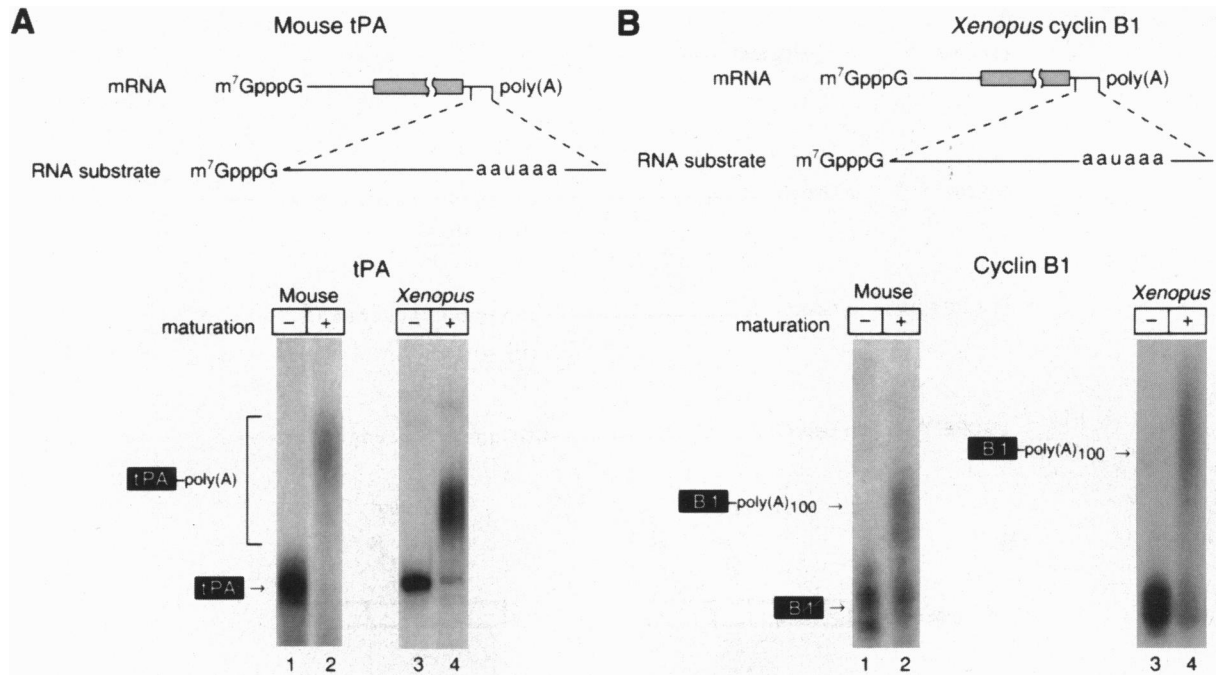 A
Mouse tPA
mRNA m⁷GpppG poly(A)
RNA substrate m⁷GpppG aauaaa
tPA
Mouse Xenopus
maturation − + − +
tPA poly(A)
tPA →
1 2 3 4
B
Xenopus cyclin B1
mRNA m⁷GpppG poly(A)
RNA substrate m⁷GpppG aauaaa
Cyclin B1
Mouse Xenopus
maturation − + − +
B1 poly(A)₁₀₀ →
B1 poly(A)₁₀₀ →
B1 →
1 2 3 4